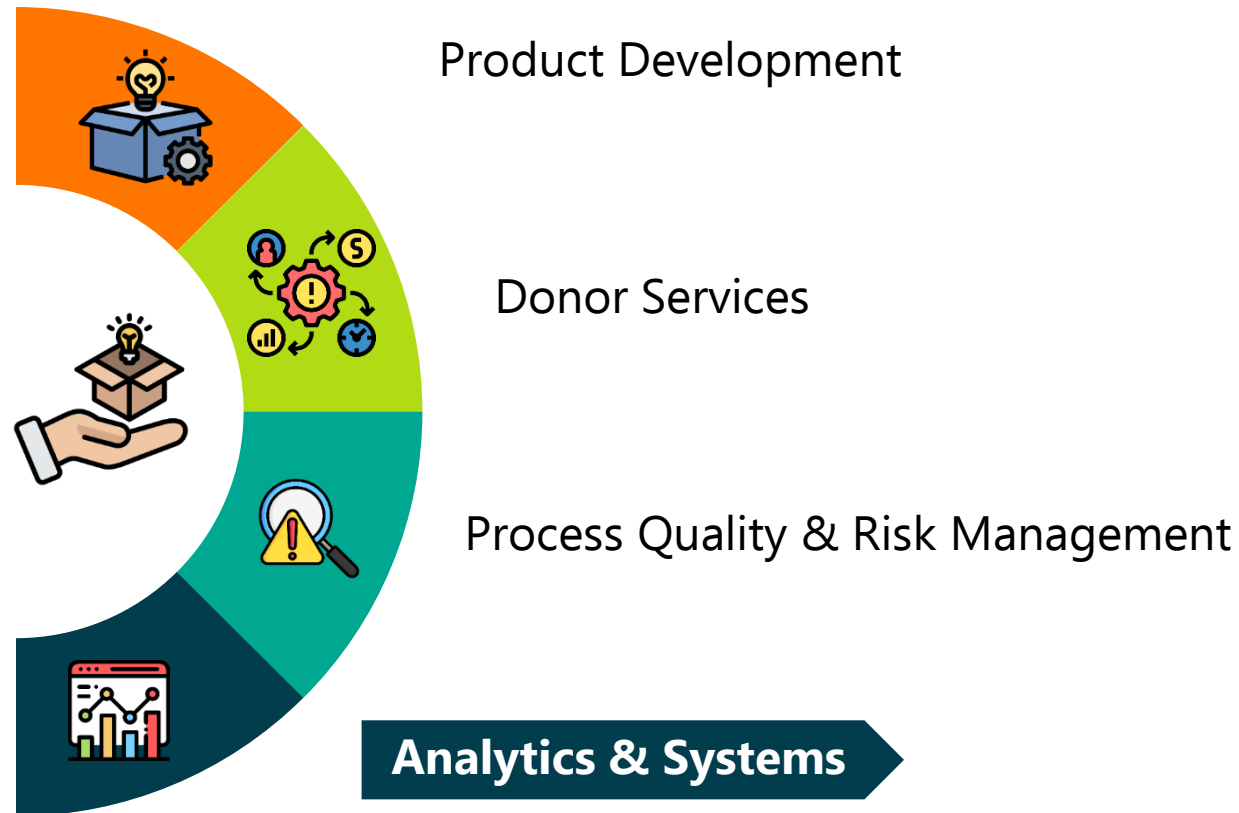 Product Development
Donor Services
Process Quality & Risk Management
Analytics & Systems